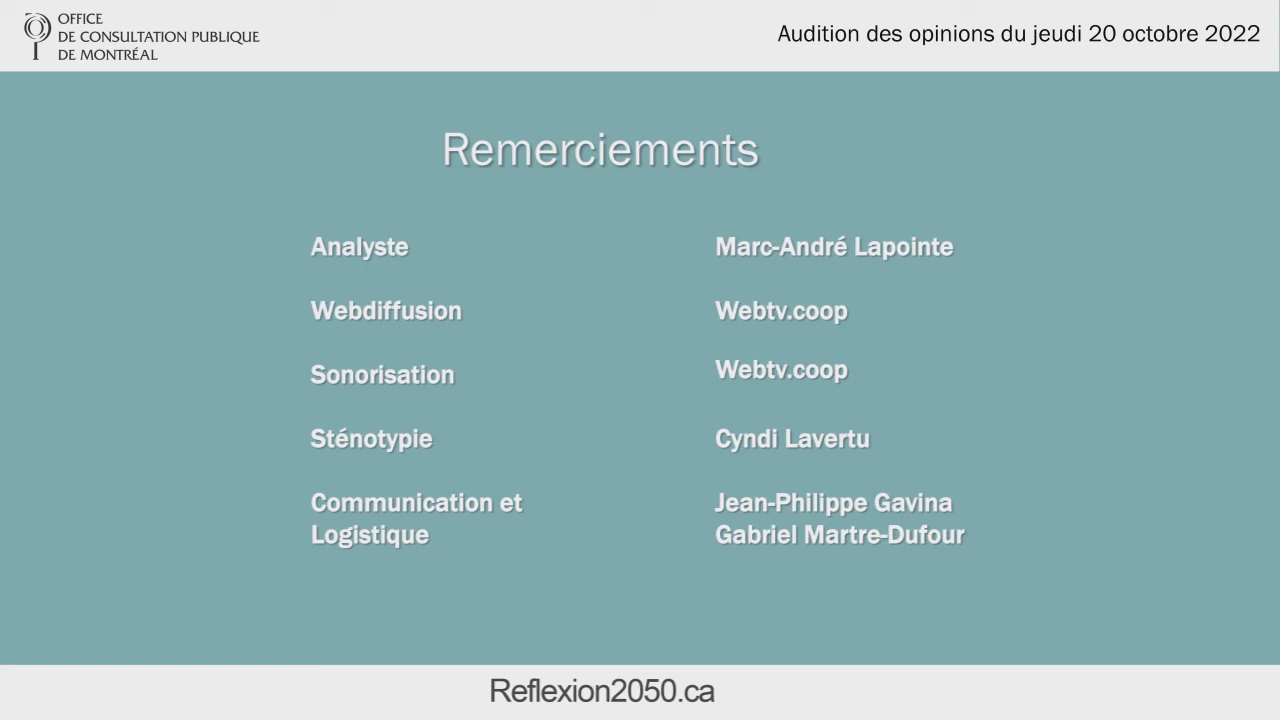 OFFICE
DE CONSULTATION PUBLIQUE
DE MONTRÉAL
Audition des opinions du jeudi 20 octobre 2022
Remerciements
Analyste Marc-André Lapointe
Webdiffusion Webtv.coop
Sonorisation Webtv.coop
Sténotypie Cyndi Lavertu
Communication et Jean-Philippe Gavina
Logistique Gabriel Martre-Dufour
Reflexion2050.ca